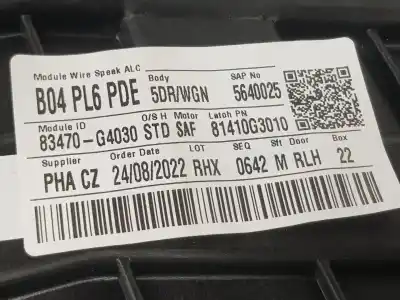 Module Wire Speak ALC Body SAP No
B04 PL6 PDE 5DR/WGN 5640025
Module ID O/S H Motor Latch PN
83470-G4030 STD SAF 81410G3010
Supplier Order Date LOT SEQ Sft Door Box
PHA CZ 24/08/2022 RHX 0642 M RLH 22